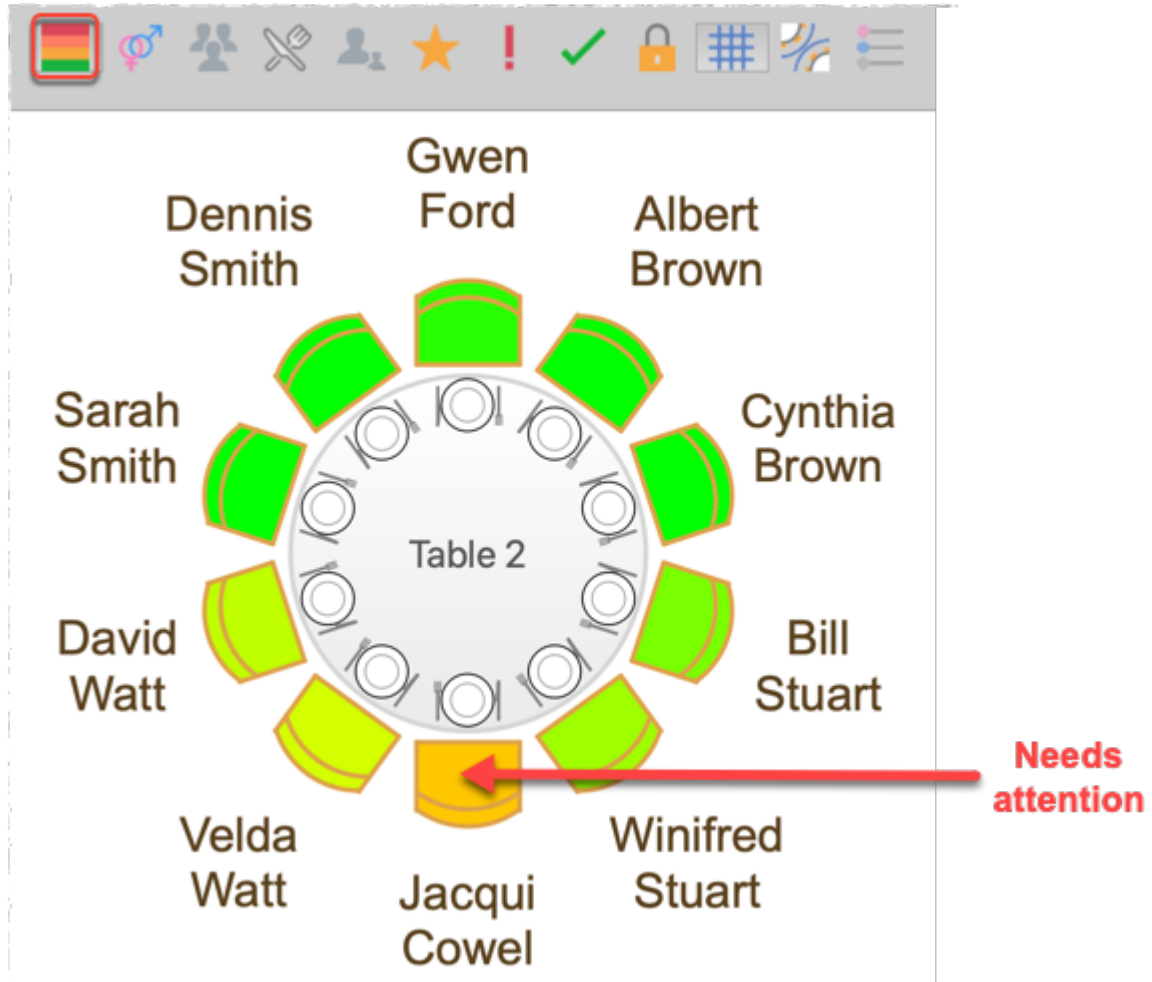 Gwen
Ford
Dennis
Smith
Albert
Brown
Sarah
Smith
Cynthia
Brown
Table 2
David
Watt
Bill
Stuart
Needs
attention
Velda
Watt
Winifred
Stuart
Jacqui
Cowel